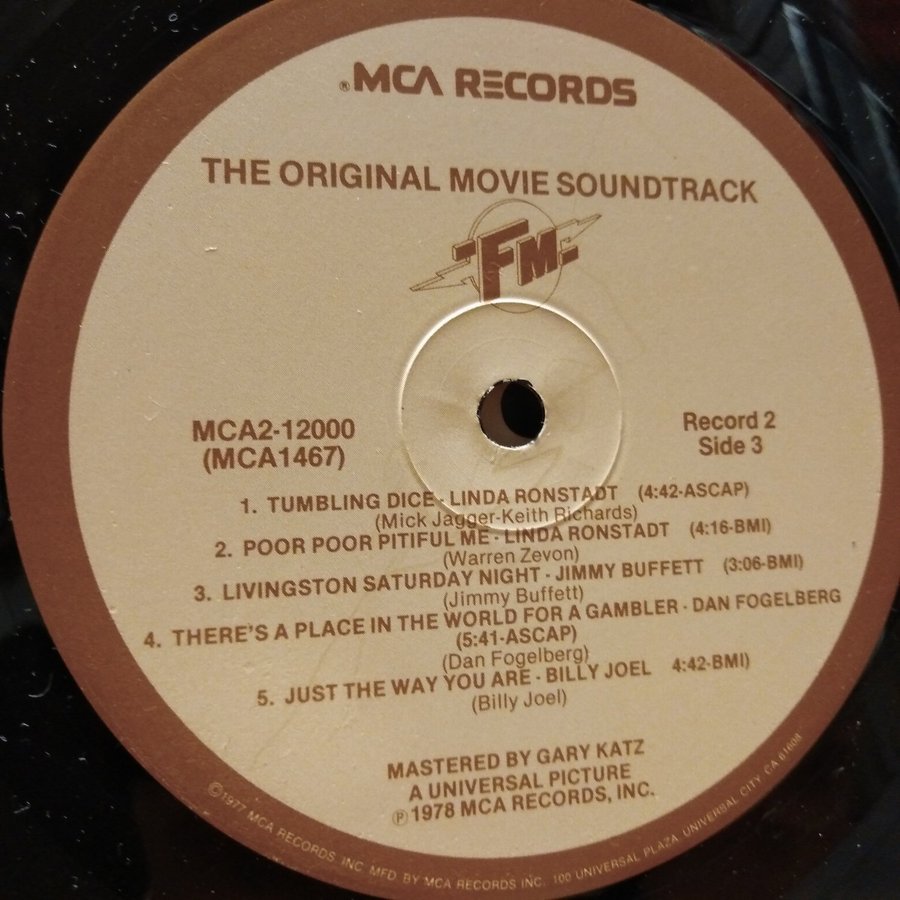 ®MCA RECORDS
THE ORIGINAL MOVIE SOUNDTRACK
FM
MCA2-12000
(MCA1467)
Record 2
Side 3
1. TUMBLING DICE - LINDA RONSTADT (4:42-ASCAP)
(Mick Jagger-Keith Richards)
2. POOR POOR PITIFUL ME - LINDA RONSTADT (4:16-BMI)
(Warren Zevon)
3. LIVINGSTON SATURDAY NIGHT - JIMMY BUFFETT (3:06-BMI)
(Jimmy Buffett)
4. THERE'S A PLACE IN THE WORLD FOR A GAMBLER - DAN FOGELBERG
(5:41-ASCAP)
(Dan Fogelberg)
5. JUST THE WAY YOU ARE - BILLY JOEL 4:42-BMI)
(Billy Joel)
MASTERED BY GARY KATZ
A UNIVERSAL PICTURE
℗1978 MCA RECORDS, INC.
©1977 MCA RECORDS INC MFD. BY MCA RECORDS INC. 100 UNIVERSAL PLAZA, UNIVERSAL CITY, CA 61608